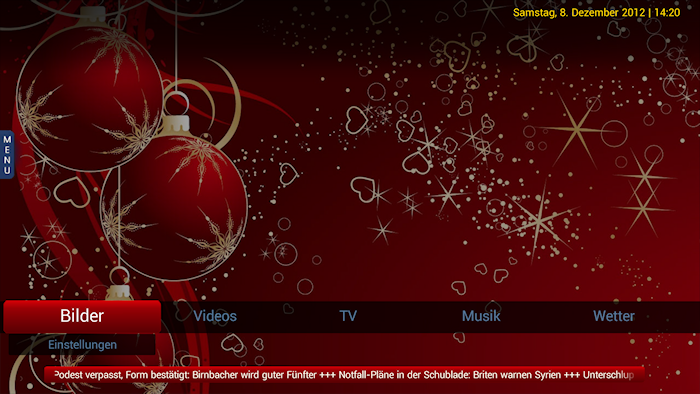 Samstag, 8. Dezember 2012 | 14:20
MENU
Bilder Videos TV Musik Wetter
Einstellungen
Podest verpasst, Form bestätigt: Birnbacher wird guter Fünfter +++ Notfall-Pläne in der Schublade: Briten warnen Syrien +++ Unterschlup